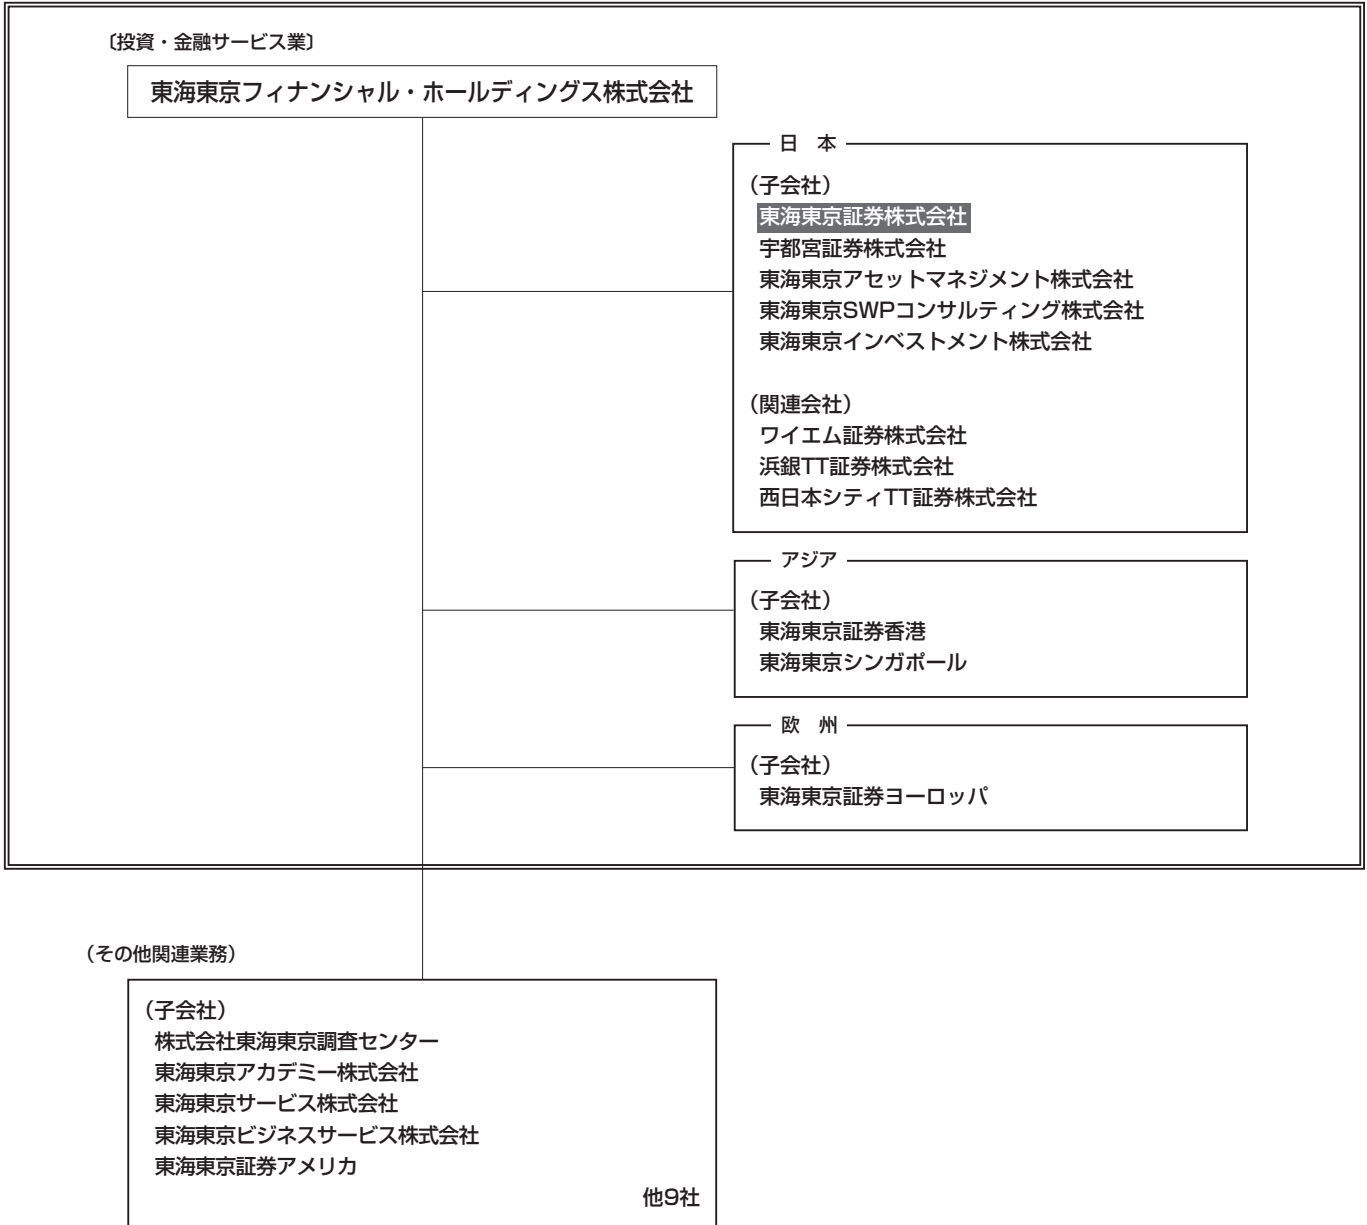 〔投資・金融サービス業〕
東海東京フィナンシャル・ホールディングス株式会社
日　本
（子会社）
東海東京証券株式会社
宇都宮証券株式会社
東海東京アセットマネジメント株式会社
東海東京SWPコンサルティング株式会社
東海東京インベストメント株式会社
（関連会社）
ワイエム証券株式会社
浜銀TT証券株式会社
西日本シティTT証券株式会社
アジア
（子会社）
東海東京証券香港
東海東京シンガポール
欧　州
（子会社）
東海東京証券ヨーロッパ
（その他関連業務）
（子会社）
株式会社東海東京調査センター
東海東京アカデミー株式会社
東海東京サービス株式会社
東海東京ビジネスサービス株式会社
東海東京証券アメリカ
他9社